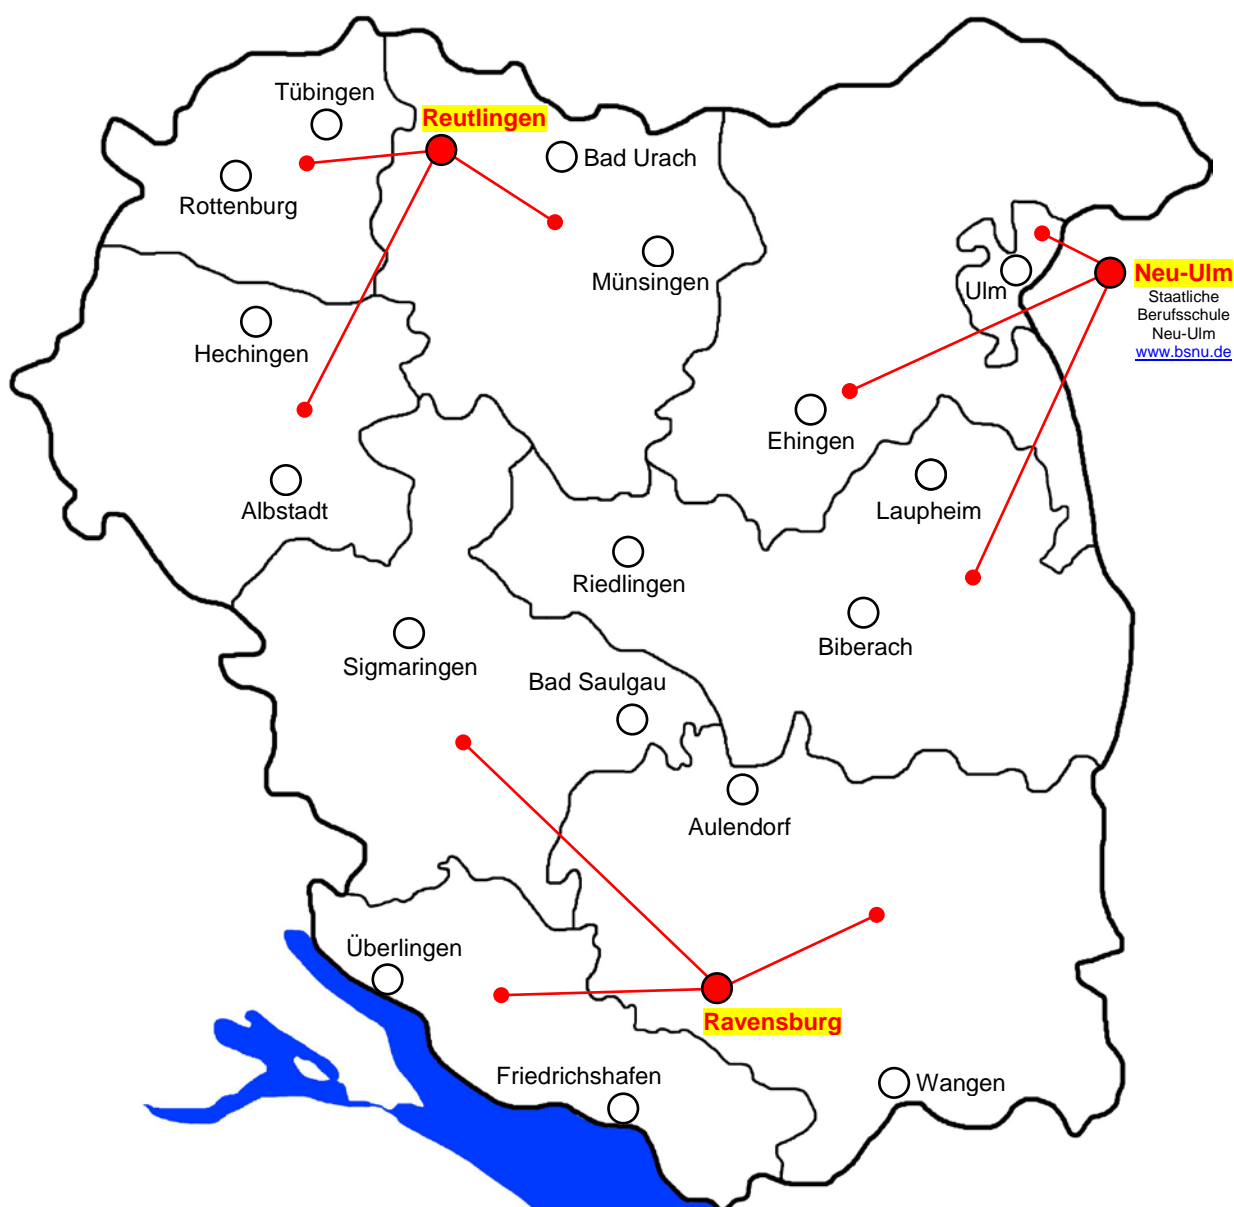 Tübingen
Reutlingen
Bad Urach
Rottenburg
Münsingen
Ulm
Neu-Ulm
Staatliche
Berufsschule
Neu-Ulm
www.bsnu.de
Hechingen
Ehingen
Albstadt
Laupheim
Riedlingen
Biberach
Sigmaringen
Bad Saulgau
Aulendorf
Überlingen
Ravensburg
Friedrichshafen
Wangen